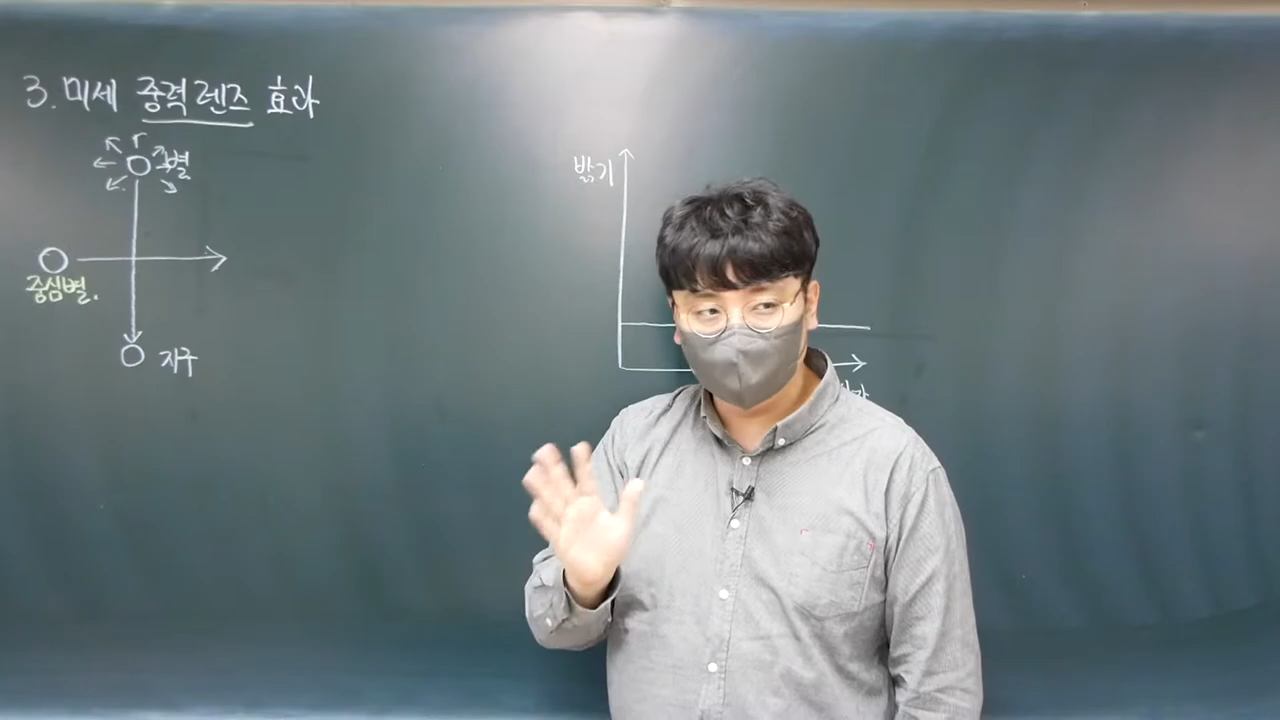 3. 미세 중력렌즈 효과
별
중심별.
지구
밝기